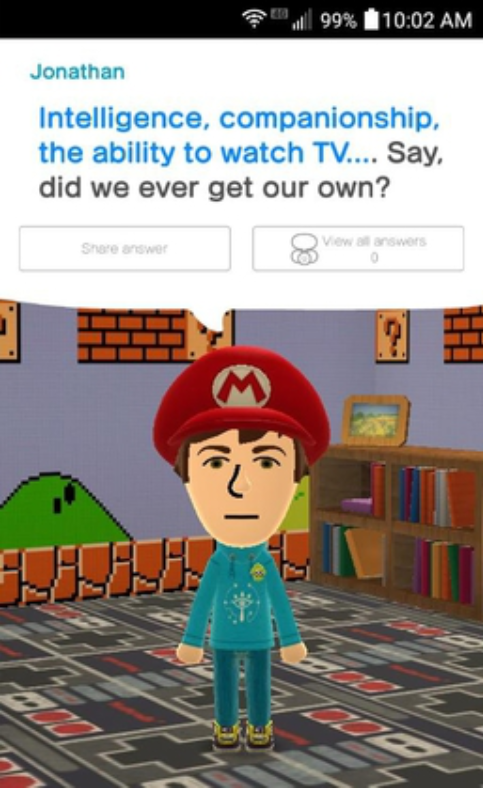 4G 99% 10:02 AM
Jonathan
Intelligence, companionship,
the ability to watch TV.... Say,
did we ever get our own?
Share answer
View all answers
0
? ?
M